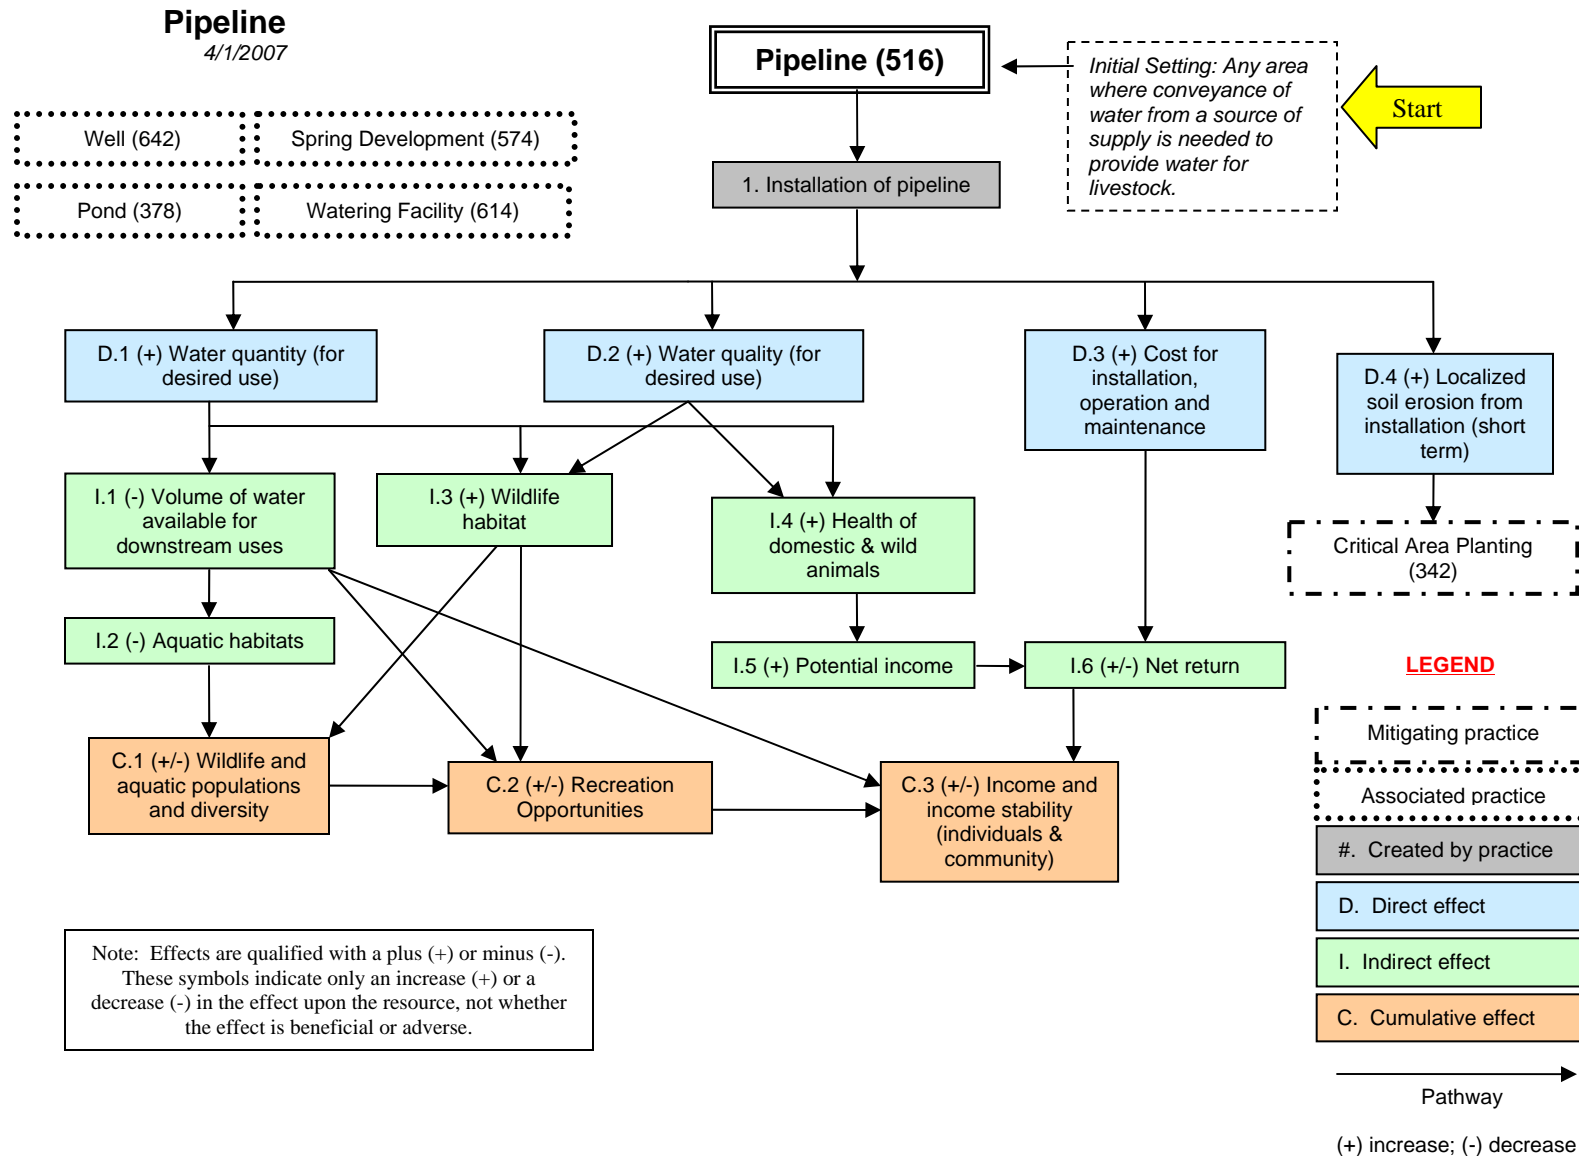 Pipeline
4/1/2007
Pipeline (516)
Initial Setting: Any area
where conveyance of
water from a source of
supply is needed to
provide water for
livestock.
Start
Well (642)
Spring Development (574)
Pond (378)
Watering Facility (614)
1. Installation of pipeline
D.1 (+) Water quantity (for
desired use)
D.2 (+) Water quality (for
desired use)
D.3 (+) Cost for
installation,
operation and
maintenance
D.4 (+) Localized
soil erosion from
installation (short
term)
I.1 (-) Volume of water
available for
downstream uses
I.3 (+) Wildlife
habitat
I.4 (+) Health of
domestic & wild
animals
Critical Area Planting
(342)
I.2 (-) Aquatic habitats
I.5 (+) Potential income
I.6 (+/-) Net return
C.1 (+/-) Wildlife and
aquatic populations
and diversity
C.2 (+/-) Recreation
Opportunities
C.3 (+/-) Income and
income stability
(individuals &
community)
LEGEND
Mitigating practice
Associated practice
#. Created by practice
D. Direct effect
I. Indirect effect
C. Cumulative effect
Pathway
(+) increase; (-) decrease
Note: Effects are qualified with a plus (+) or minus (-).
These symbols indicate only an increase (+) or a
decrease (-) in the effect upon the resource, not whether
the effect is beneficial or adverse.